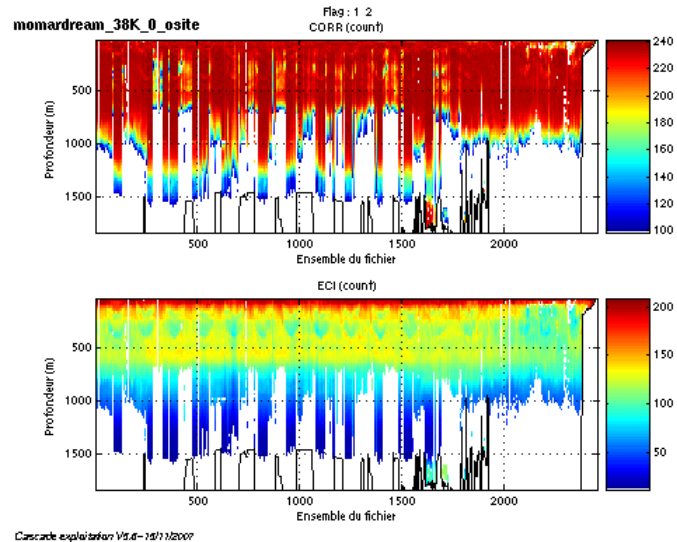 Flag : 1 2
momardream_38K_0_osite
CORR (count)
240
220
200
180
160
140
120
100
500
1000
1500
Profondeur (m)
500 1000 1500 2000
Ensemble du fichier
ECI (count)
200
150
100
50
500
1000
1500
Profondeur (m)
500 1000 1500 2000
Ensemble du fichier
Cascade exploitation V5.6 - 15/11/2007